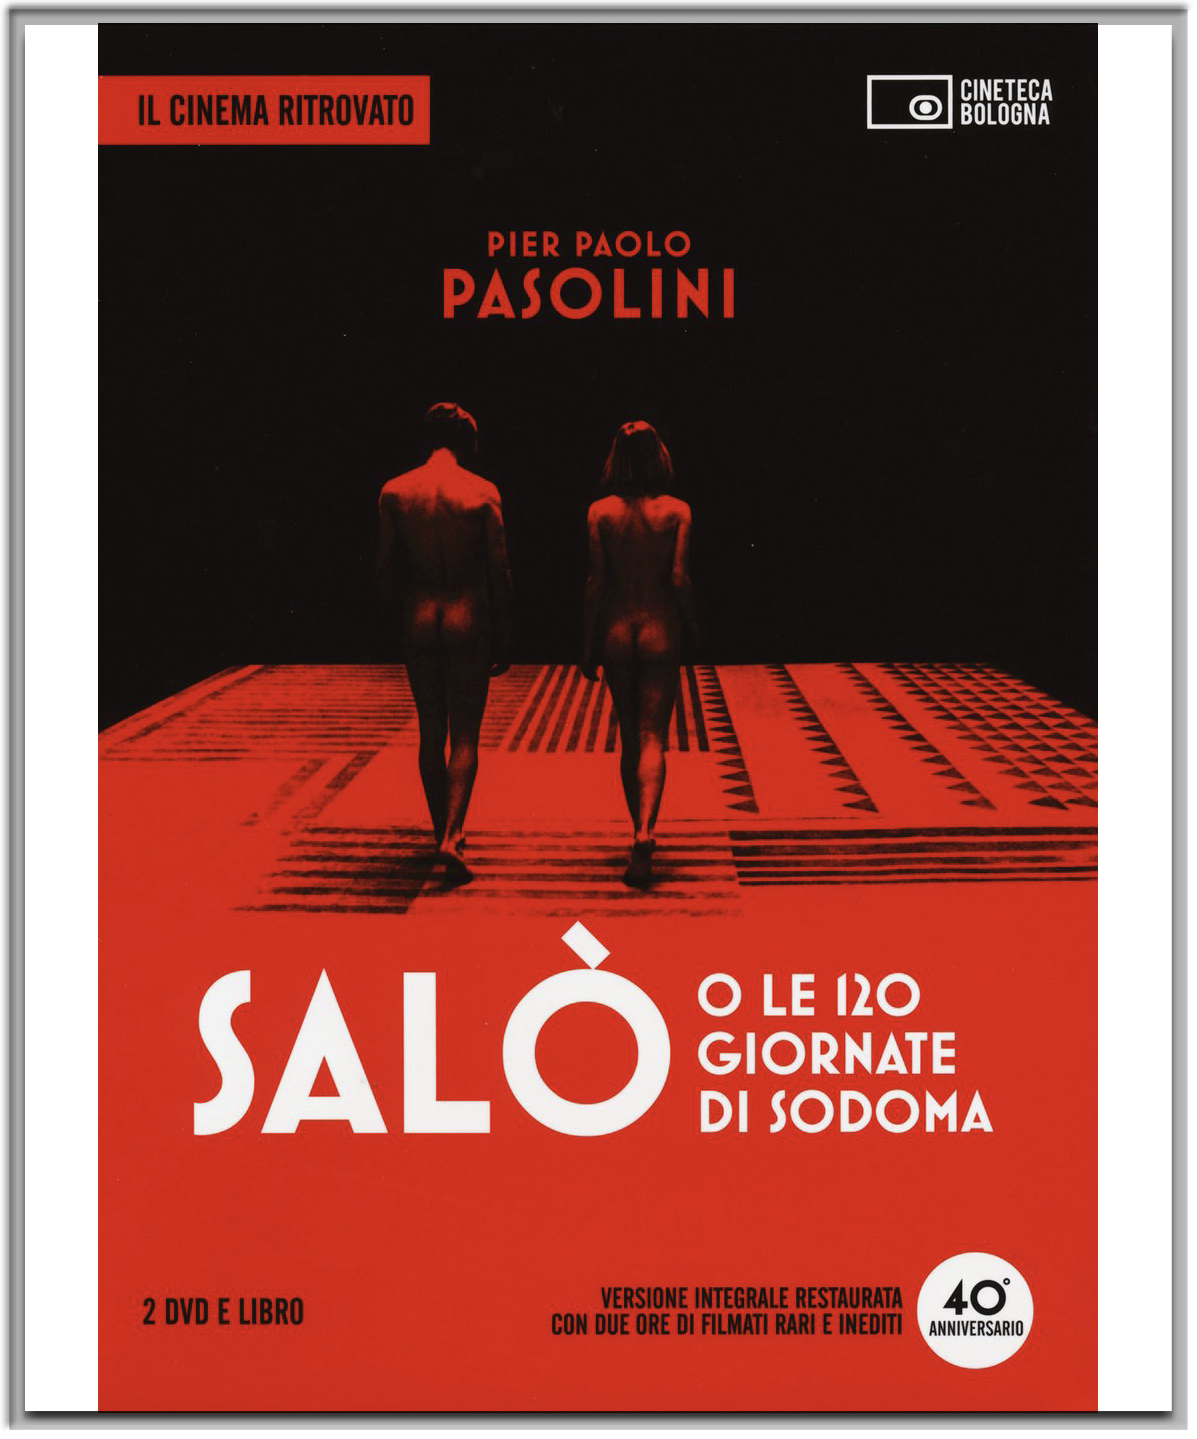 IL CINEMA RITROVATO
CINETECA
BOLOGNA
PIER PAOLO
PASOLINI
SALÒ
O LE 120
GIORNATE
DI SODOMA
2 DVD E LIBRO
VERSIONE INTEGRALE RESTAURATA
CON DUE ORE DI FILMATI RARI E INEDITI
40°
ANNIVERSARIO